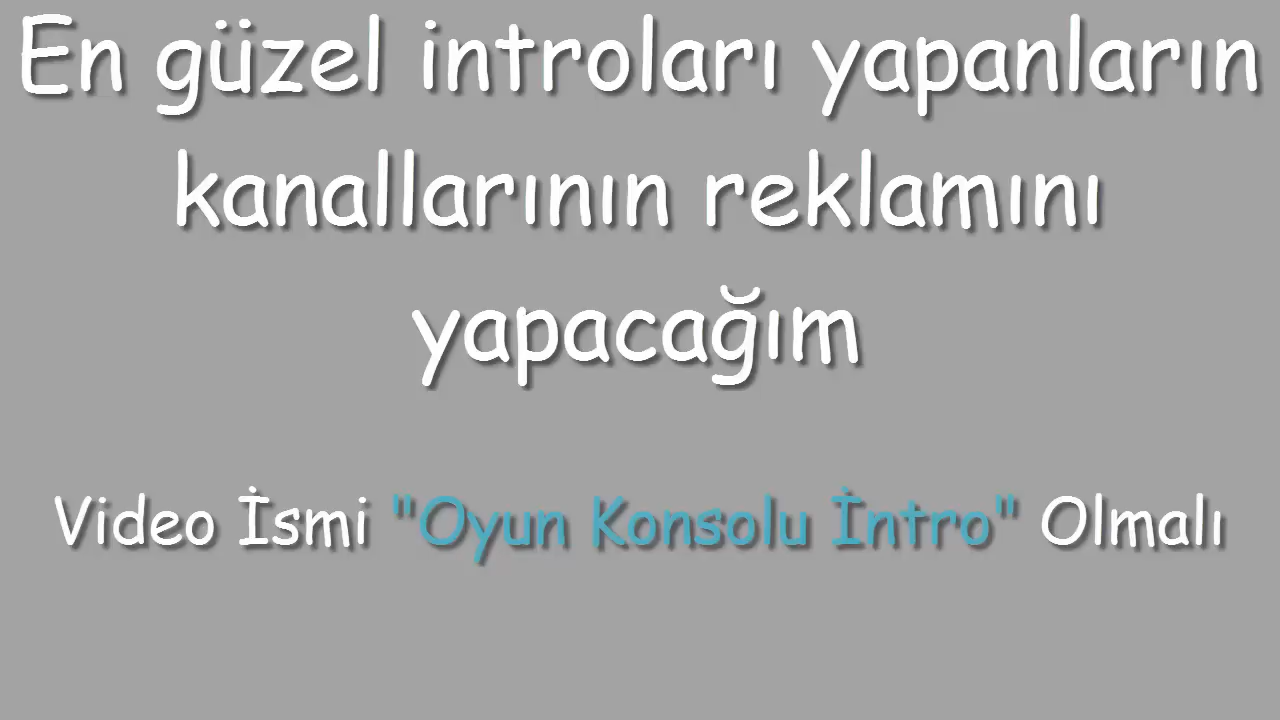 En güzel introları yapanların
kanallarının reklamını
yapacağım
Video İsmi "Oyun Konsolu İntro" Olmalı